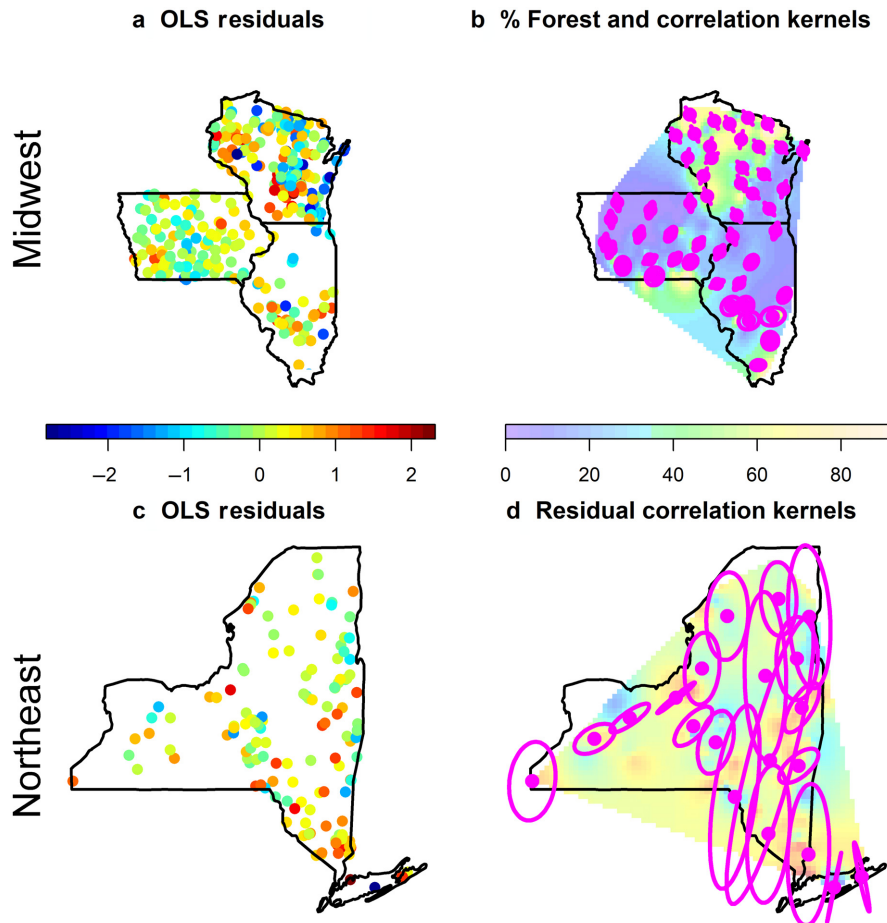 a OLS residuals
b % Forest and correlation kernels
Midwest
–2 –1 0 1 2
0 20 40 60 80
c OLS residuals
d Residual correlation kernels
Northeast